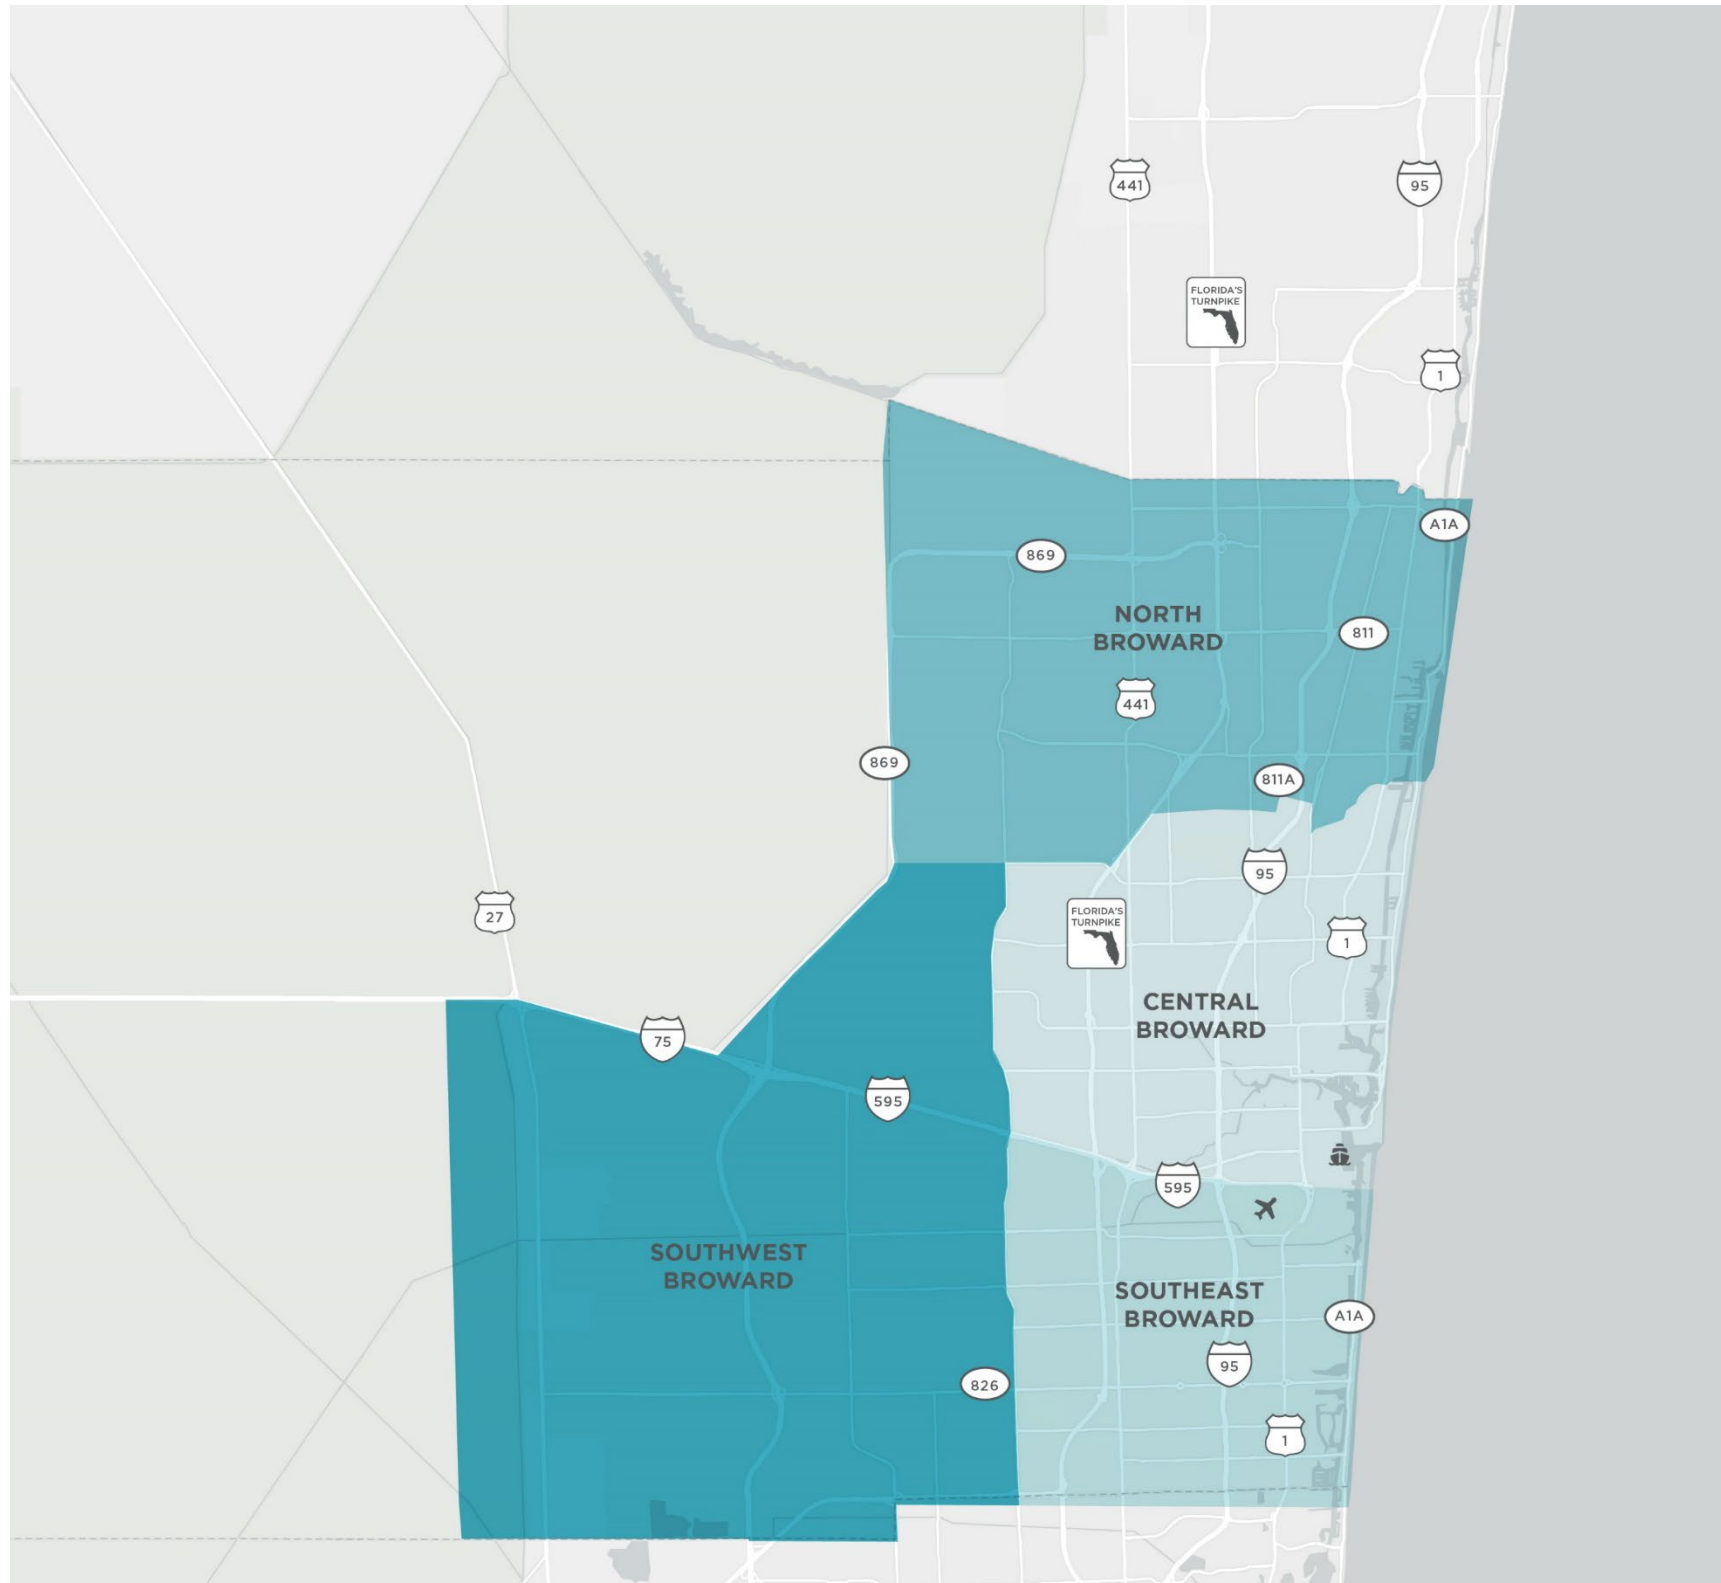 441
95
FLORIDA'S
TURNPIKE
1
A1A
869
NORTH
BROWARD
811
441
869
811A
95
27
FLORIDA'S
TURNPIKE
1
CENTRAL
BROWARD
75
595
595
SOUTHWEST
BROWARD
SOUTHEAST
BROWARD
A1A
95
826
1